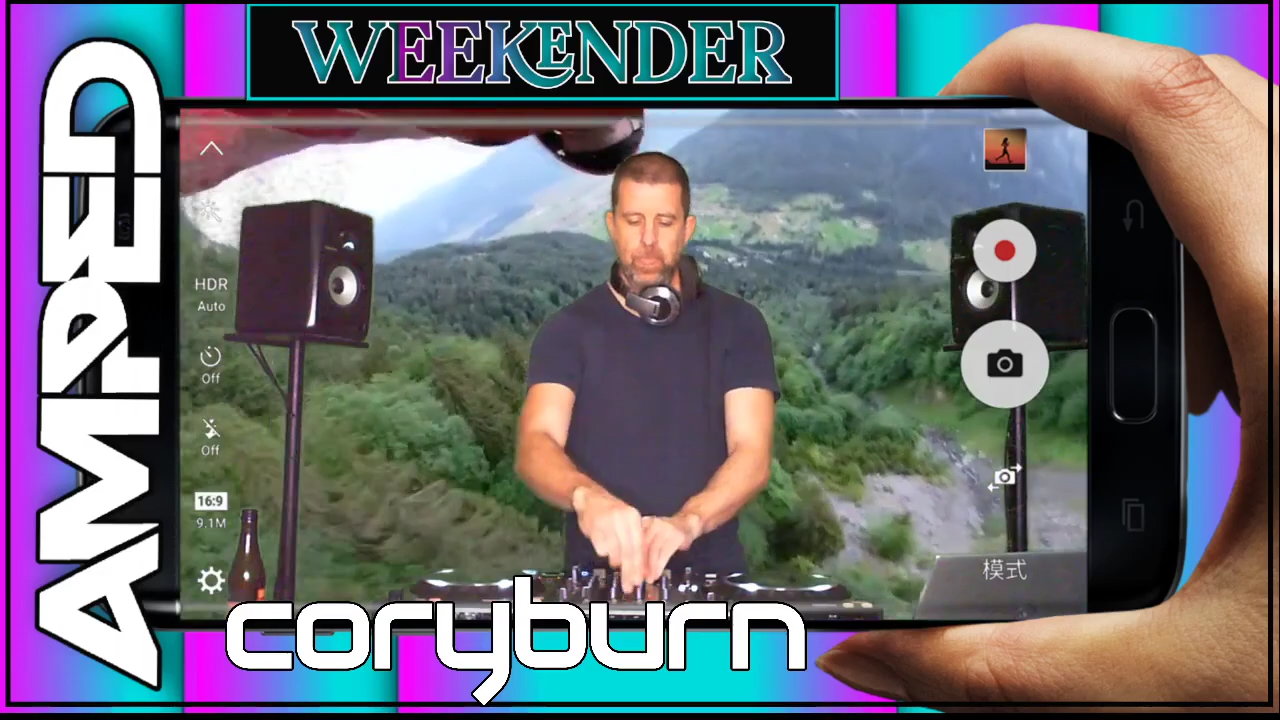 WEEKENDER
AMPED
HDR
Auto
Off
Off
16:9
9.1M
模式
coryburn